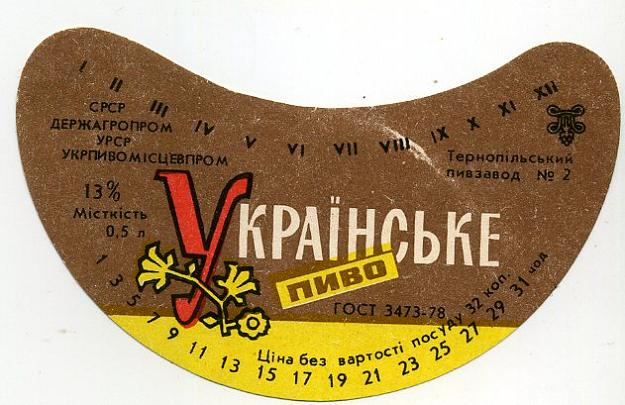 I II III IV V VI VII VIII IX X XI XII
СРСР
ДЕРЖАГРОПРОМ
УРСР
УКРПИВОМІСЦЕВПРОМ
Тернопільський
пивзавод № 2
13%
Місткість
0,5 л
Українське
пиво
ГОСТ 3473-78
Ціна без вартості посуду 32 коп.
1 3 5 7 9 11 13 15 17 19 21 23 25 27 29 31